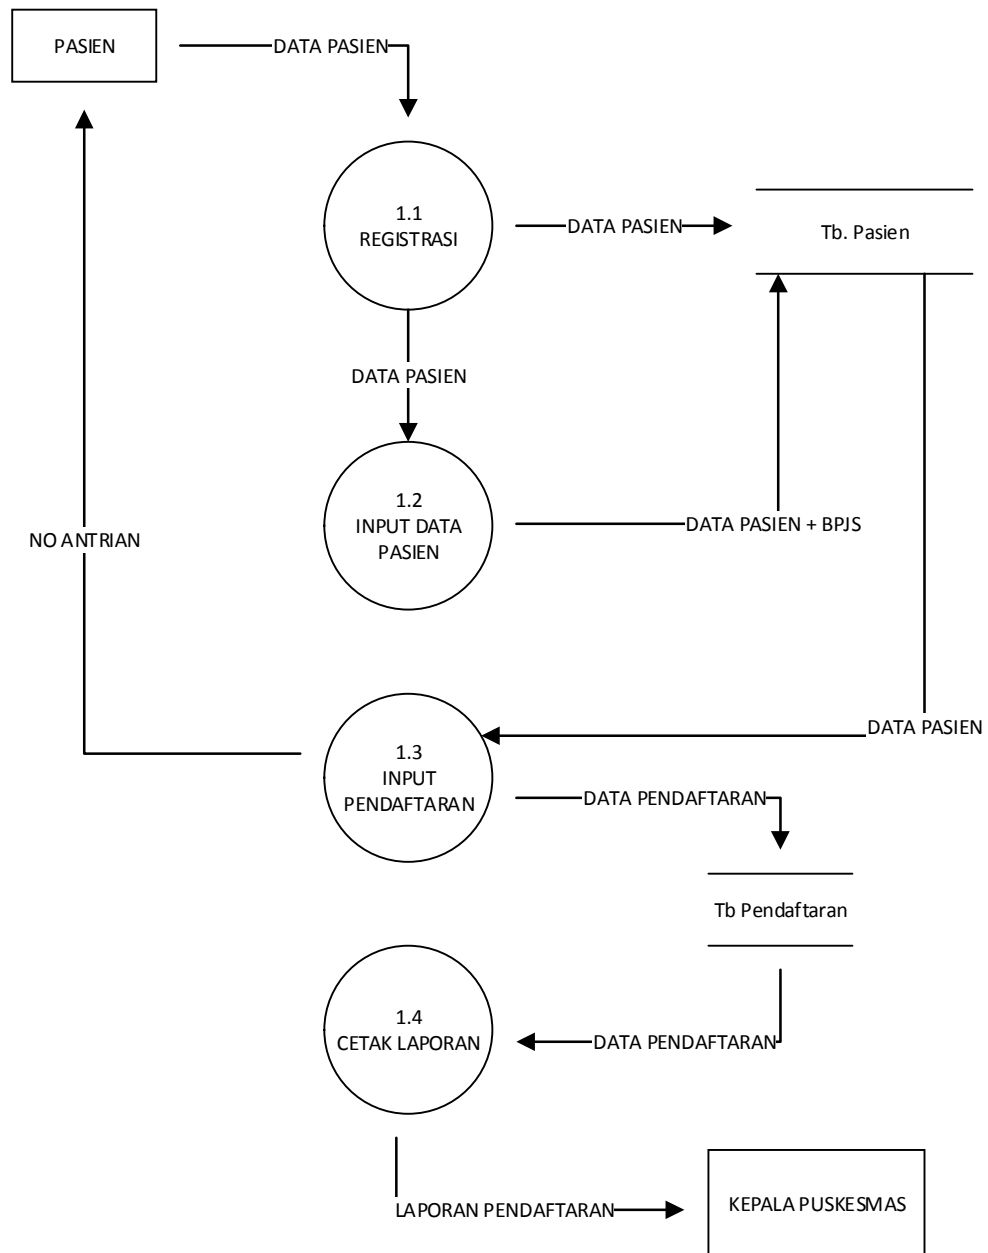 PASIEN
DATA PASIEN
1.1
REGISTRASI
DATA PASIEN
Tb. Pasien
DATA PASIEN
1.2
INPUT DATA
PASIEN
DATA PASIEN + BPJS
NO ANTRIAN
DATA PASIEN
1.3
INPUT
PENDAFTARAN
DATA PENDAFTARAN
Tb Pendaftaran
1.4
CETAK LAPORAN
DATA PENDAFTARAN
LAPORAN PENDAFTARAN
KEPALA PUSKESMAS